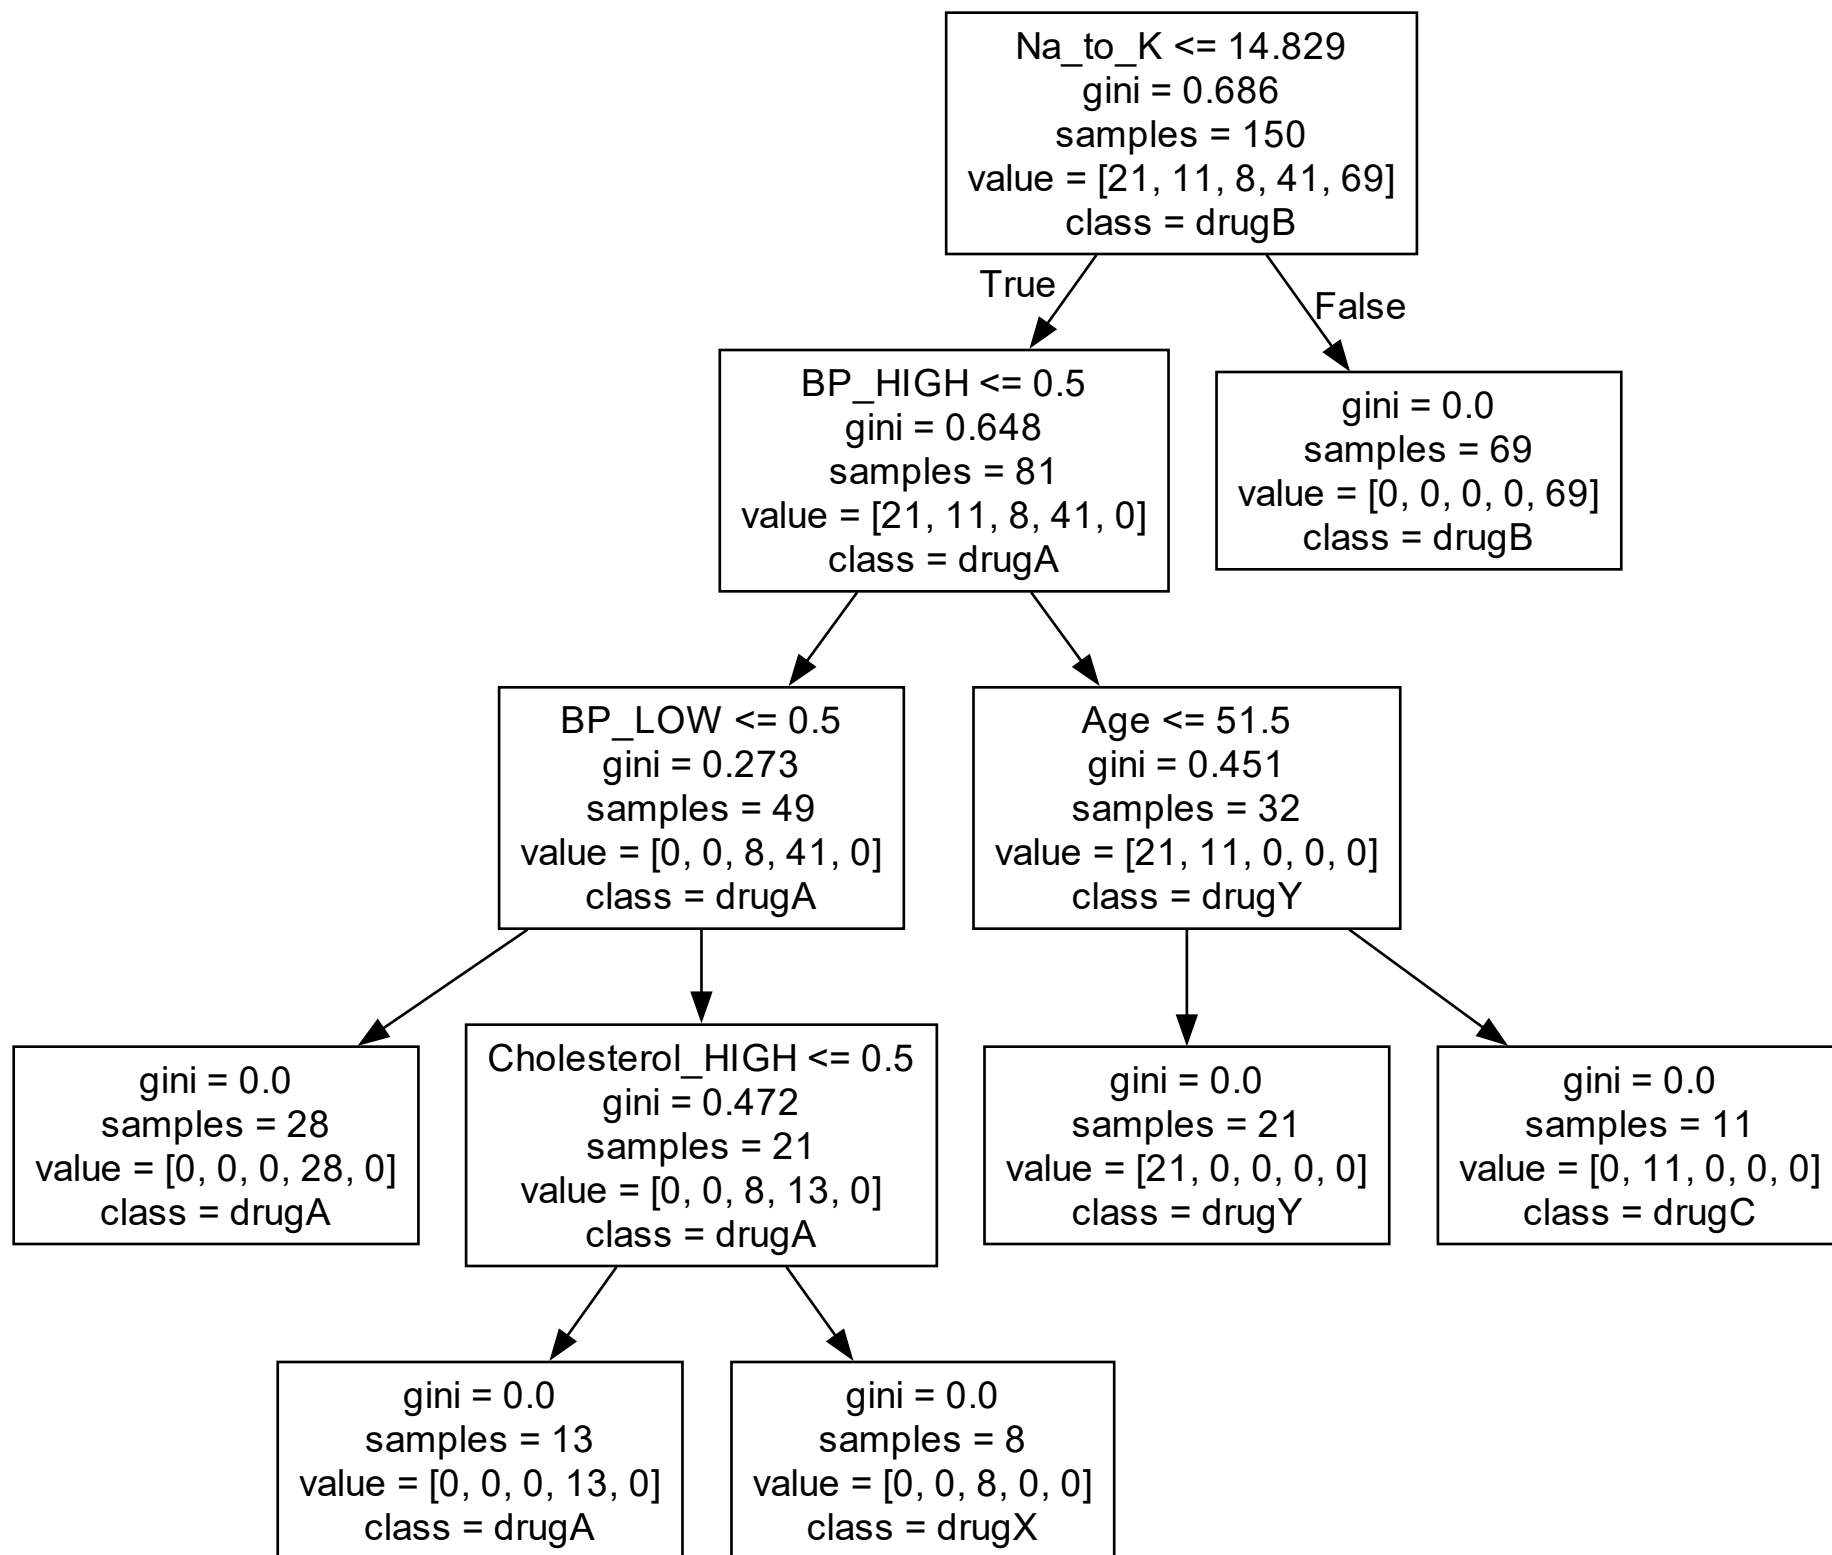 Na_to_K <= 14.829
gini = 0.686
samples = 150
value = [21, 11, 8, 41, 69]
class = drugB
True
False
BP_HIGH <= 0.5
gini = 0.648
samples = 81
value = [21, 11, 8, 41, 0]
class = drugA
gini = 0.0
samples = 69
value = [0, 0, 0, 0, 69]
class = drugB
BP_LOW <= 0.5
gini = 0.273
samples = 49
value = [0, 0, 8, 41, 0]
class = drugA
Age <= 51.5
gini = 0.451
samples = 32
value = [21, 11, 0, 0, 0]
class = drugY
gini = 0.0
samples = 28
value = [0, 0, 0, 28, 0]
class = drugA
Cholesterol_HIGH <= 0.5
gini = 0.472
samples = 21
value = [0, 0, 8, 13, 0]
class = drugA
gini = 0.0
samples = 21
value = [21, 0, 0, 0, 0]
class = drugY
gini = 0.0
samples = 11
value = [0, 11, 0, 0, 0]
class = drugC
gini = 0.0
samples = 13
value = [0, 0, 0, 13, 0]
class = drugA
gini = 0.0
samples = 8
value = [0, 0, 8, 0, 0]
class = drugX